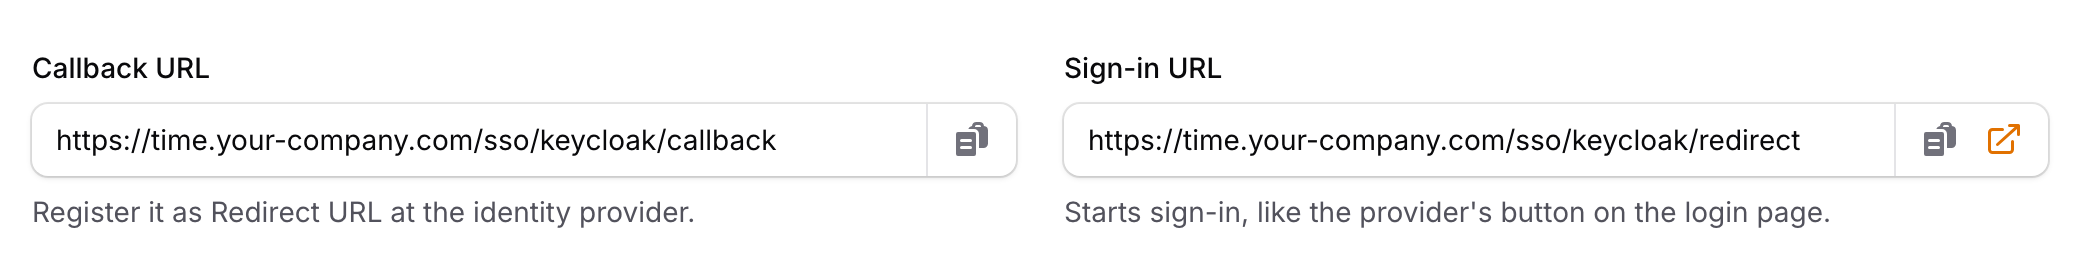 Callback URL
https://time.your-company.com/sso/keycloak/callback
Register it as Redirect URL at the identity provider.
Sign-in URL
https://time.your-company.com/sso/keycloak/redirect
Starts sign-in, like the provider's button on the login page.